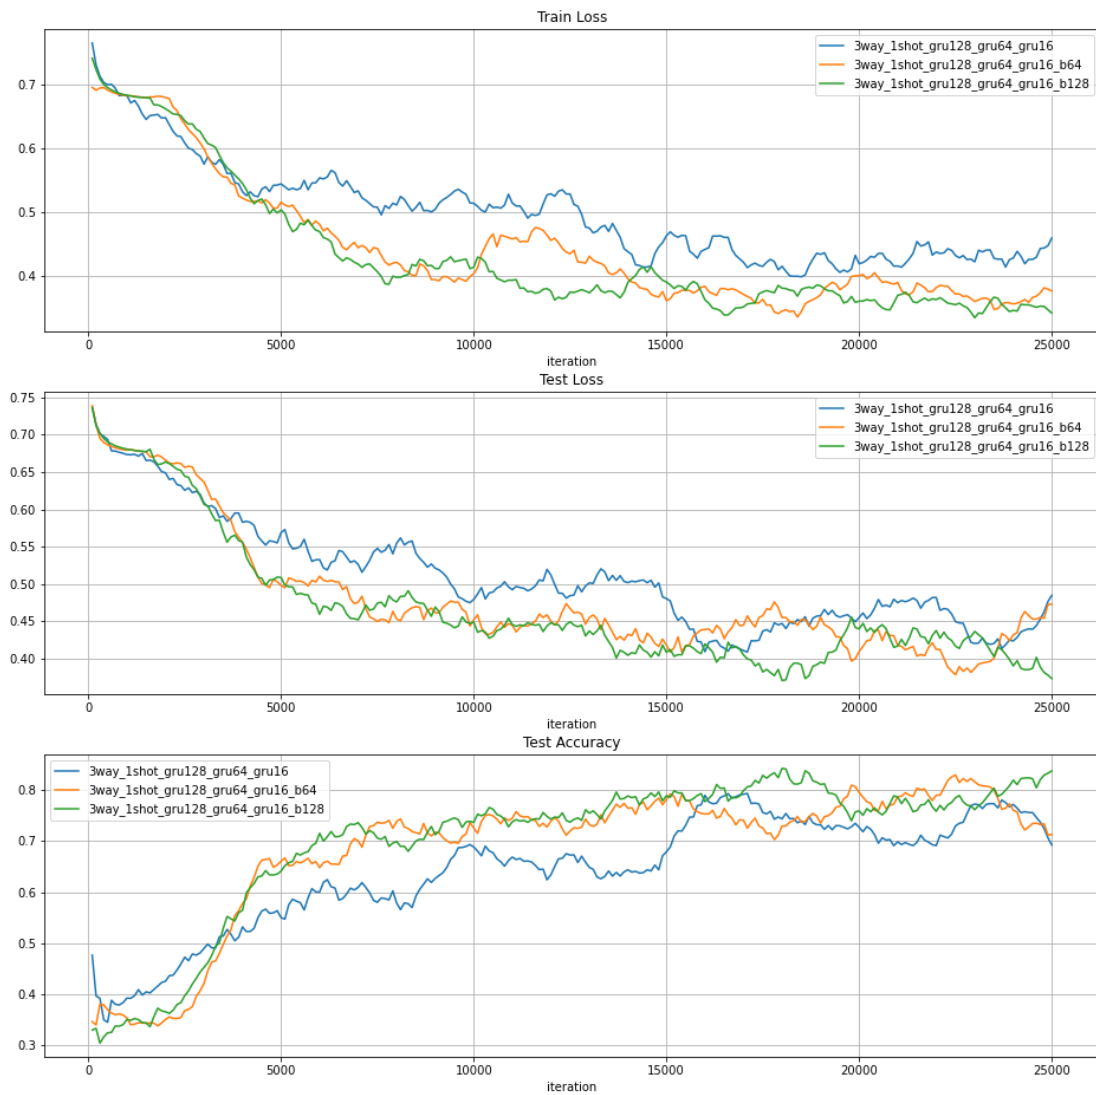 Train Loss
3way_1shot_gru128_gru64_gru16
3way_1shot_gru128_gru64_gru16_b64
3way_1shot_gru128_gru64_gru16_b128
0.7
0.6
0.5
0.4
0 5000 10000 15000 20000 25000
iteration
Test Loss
3way_1shot_gru128_gru64_gru16
3way_1shot_gru128_gru64_gru16_b64
3way_1shot_gru128_gru64_gru16_b128
0.75
0.70
0.65
0.60
0.55
0.50
0.45
0.40
0 5000 10000 15000 20000 25000
iteration
Test Accuracy
3way_1shot_gru128_gru64_gru16
3way_1shot_gru128_gru64_gru16_b64
3way_1shot_gru128_gru64_gru16_b128
0.8
0.7
0.6
0.5
0.4
0.3
0 5000 10000 15000 20000 25000
iteration